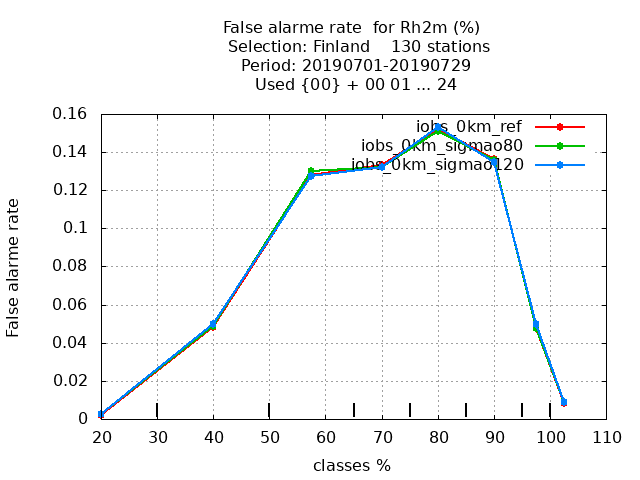 False alarme rate  for Rh2m (%)
Selection: Finland    130 stations
Period: 20190701-20190729
Used {00} + 00 01 ... 24
0.16
0.14
0.12
0.1
0.08
0.06
0.04
0.02
0
False alarme rate
iobs_0km_ref
iobs_0km_sigmao80
iobs_0km_sigmao120
20 30 40 50 60 70 80 90 100 110
classes %